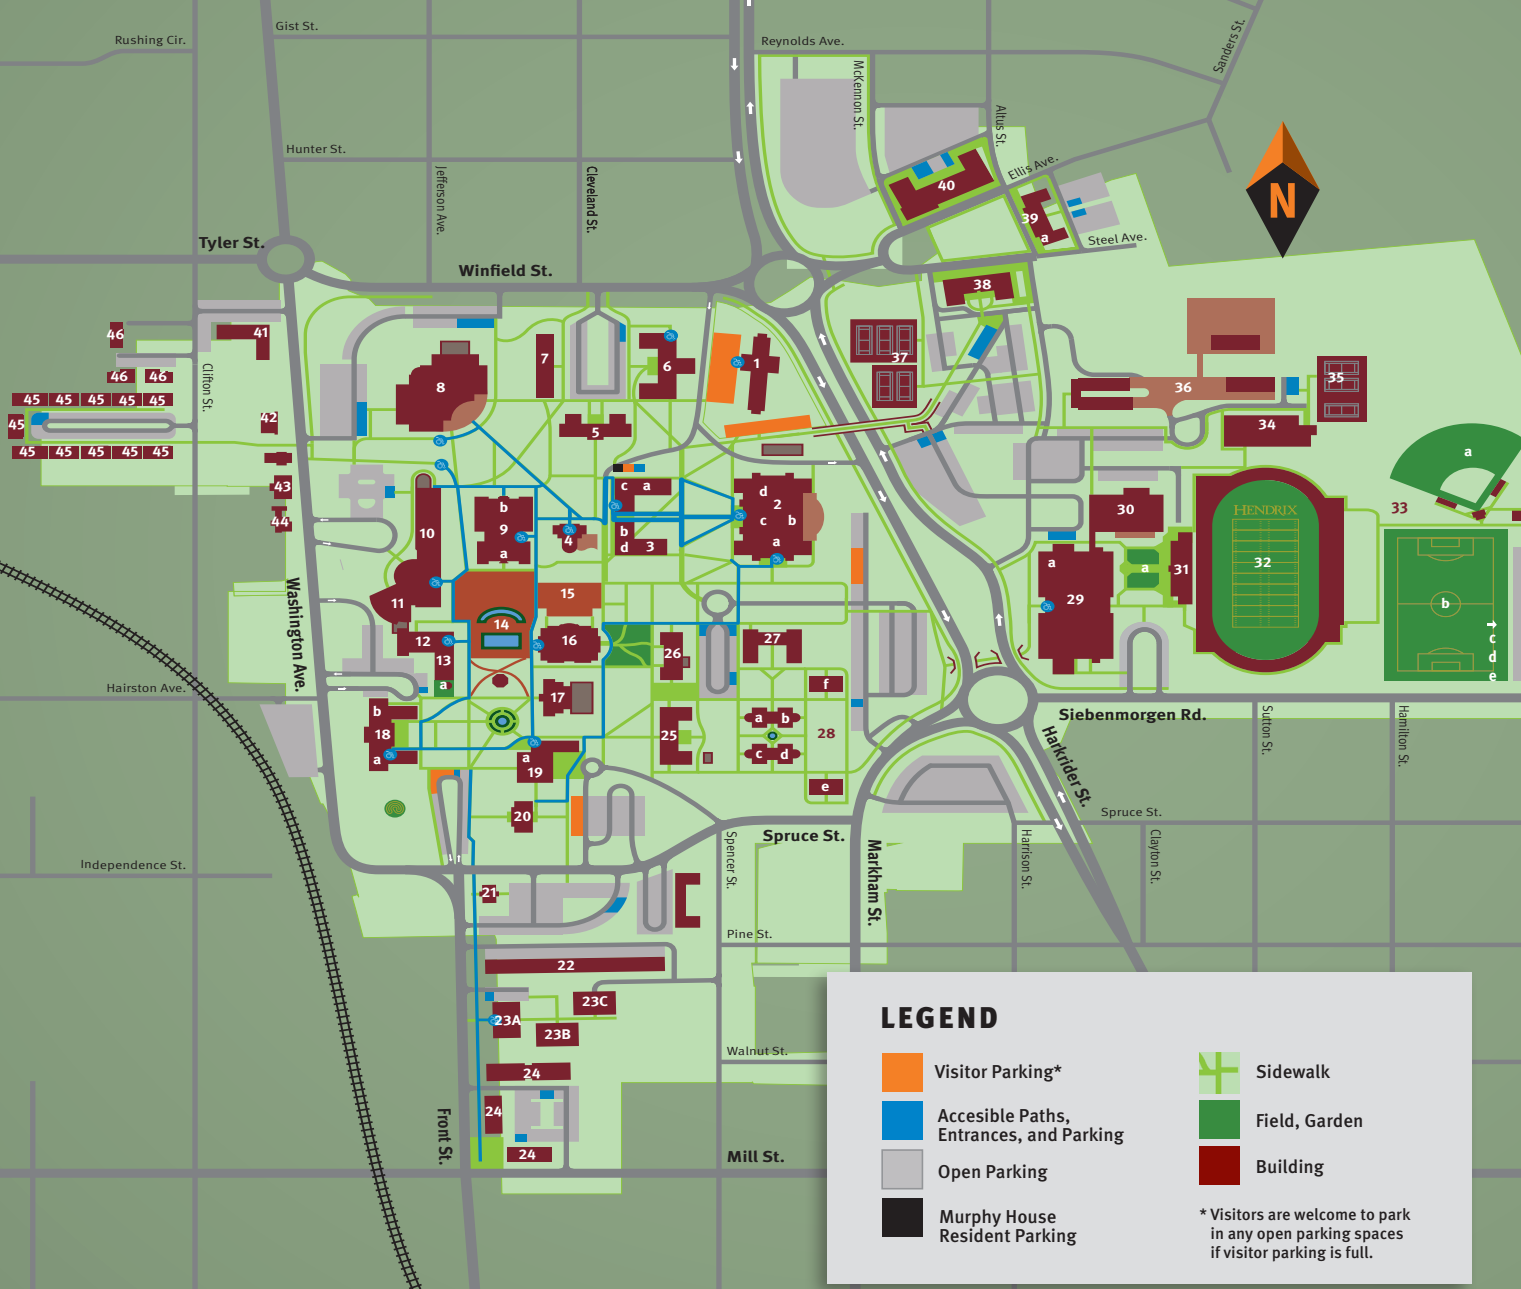 Gist St.
Rushing Cir.
Reynolds Ave.
Sanders St.
McKennon St.
Altus St.
Hunter St.
Ellis Ave.
Jefferson Ave.
Cleveland St.
40
39
a
Steel Ave.
N
Tyler St.
Winfield St.
38
46
41
37
7
6
1
8
Clifton St.
46
46
36
35
45
45
45
45
45
42
45
5
34
a
45
45
45
45
45
43
44
c
a
b
d
3
b
9
a
4
d
2
c
b
a
10
30
33
HENDRIX
32
a
29
a
31
b
c
d
e
11
15
14
16
12
13
a
26
27
Washington Ave.
Hairston Ave.
17
f
b
18
a
25
a
b
c
d
28
e
Siebenmorgen Rd.
Sutton St.
Hamilton St.
Harkrider St.
a
19
20
Spruce St.
Spruce St.
Spencer St.
Markham St.
Harrison St.
Clayton St.
Independence St.
21
22
Pine St.
23A
23B
23C
Walnut St.
24
24
24
Front St.
Mill St.
LEGEND
Visitor Parking*
Accesible Paths,
Entrances, and Parking
Open Parking
Murphy House
Resident Parking
Sidewalk
Field, Garden
Building
* Visitors are welcome to park
in any open parking spaces
if visitor parking is full.